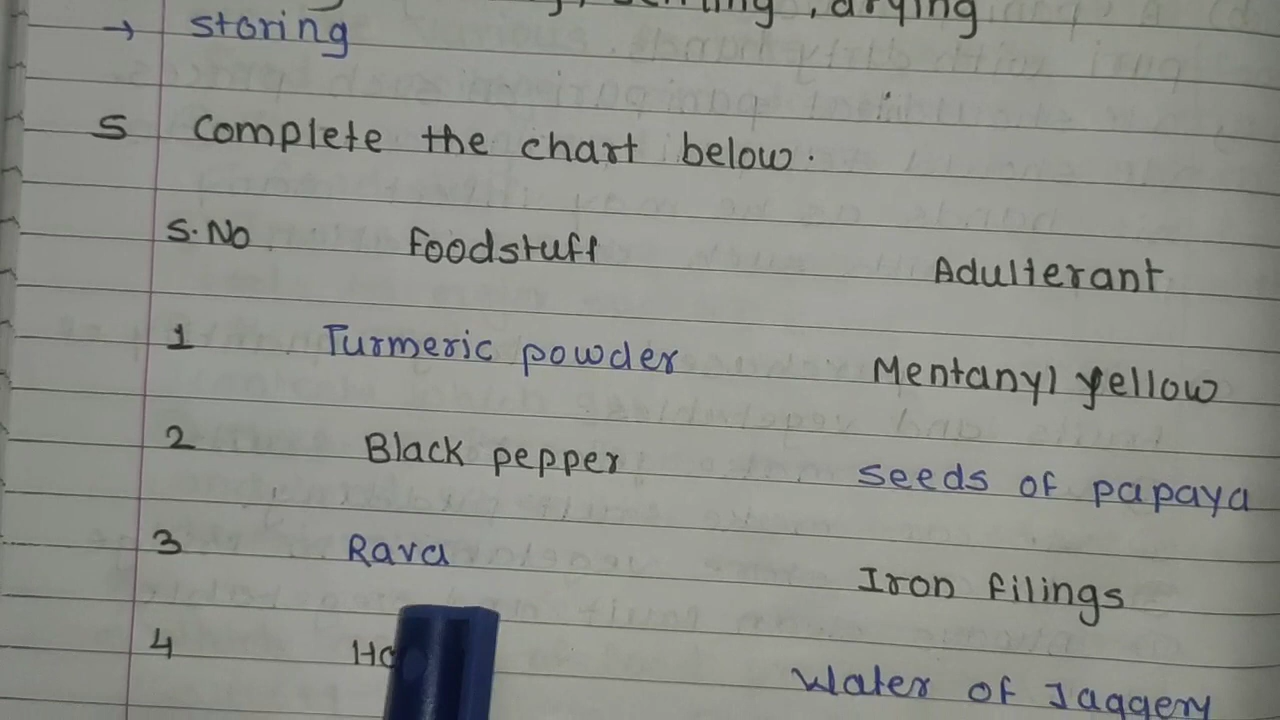 drying
→ storing
5 Complete the chart below.
S.No Foodstuff Adulterant
1 Turmeric powder Mentanyl yellow
2 Black pepper seeds of papaya
3 Rava Iron filings
4 Water of Jaggery